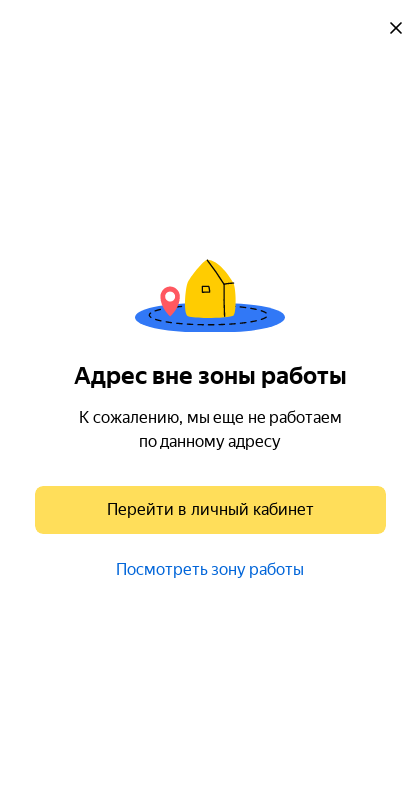 Адрес вне зоны работы
К сожалению, мы еще не работаем
по данному адресу
Перейти в личный кабинет
Посмотреть зону работы